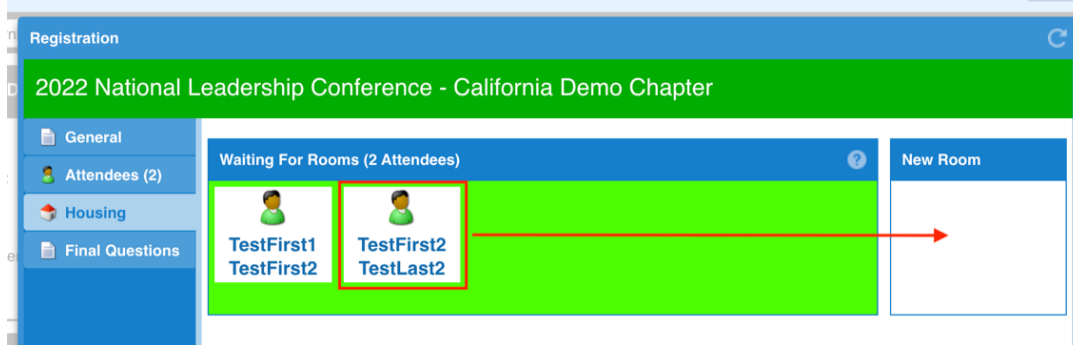 Registration
2022 National Leadership Conference - California Demo Chapter
General
Attendees (2)
Housing
Final Questions
Waiting For Rooms (2 Attendees)
?
New Room
TestFirst1
TestFirst2
TestFirst2
TestLast2